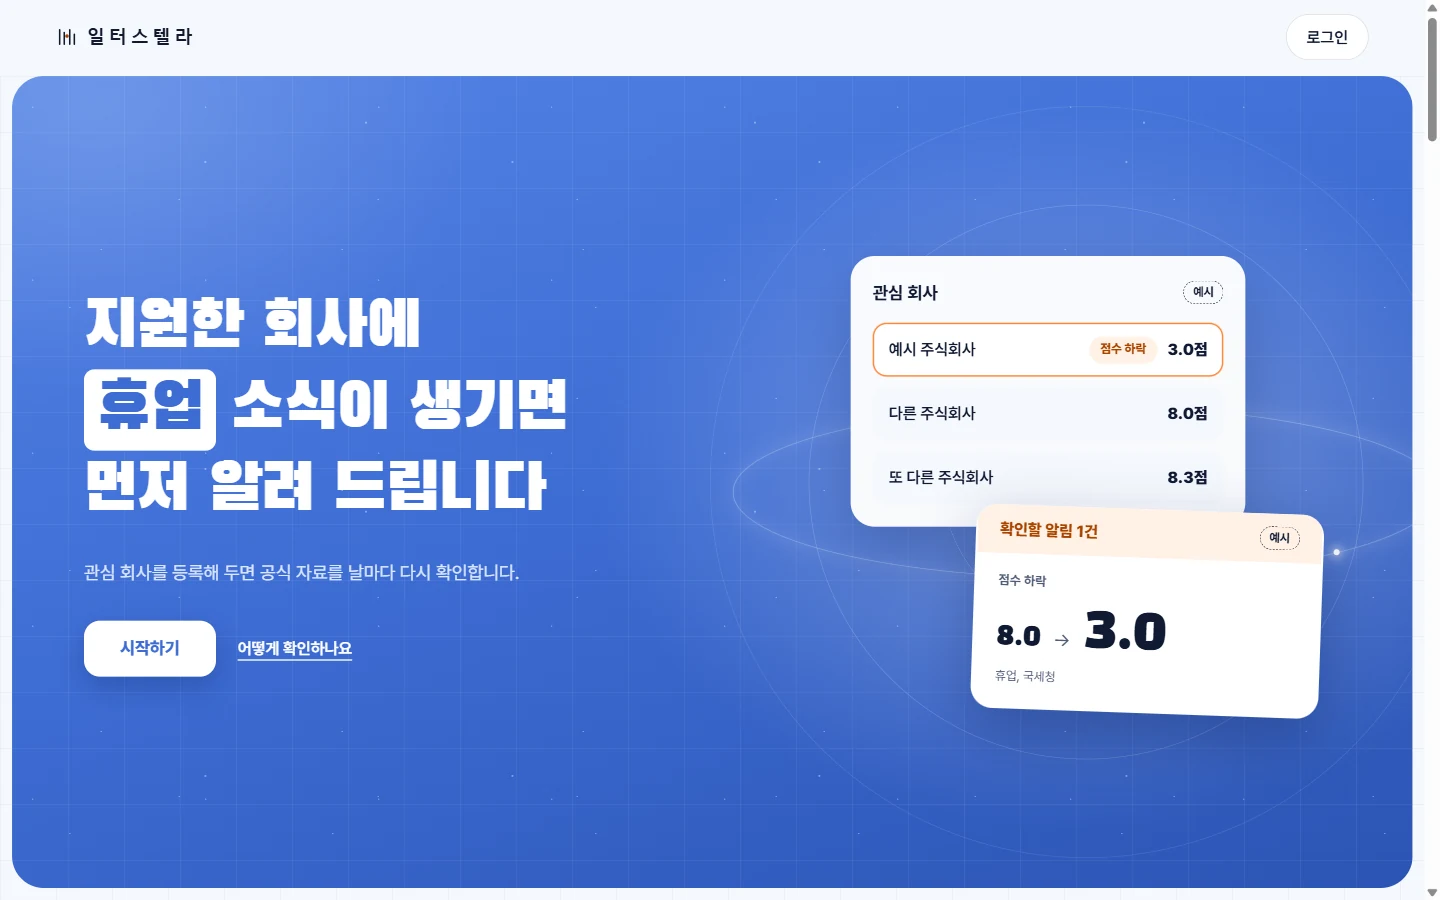 일터스텔라
로그인
지원한 회사에
휴업 소식이 생기면
먼저 알려 드립니다
관심 회사를 등록해 두면 공식 자료를 날마다 다시 확인합니다.
시작하기
어떻게 확인하나요
관심 회사
예시
예시 주식회사
점수 하락
3.0점
다른 주식회사
8.0점
또 다른 주식회사
8.3점
확인할 알림 1건
예시
점수 하락
8.0 → 3.0
휴업, 국세청